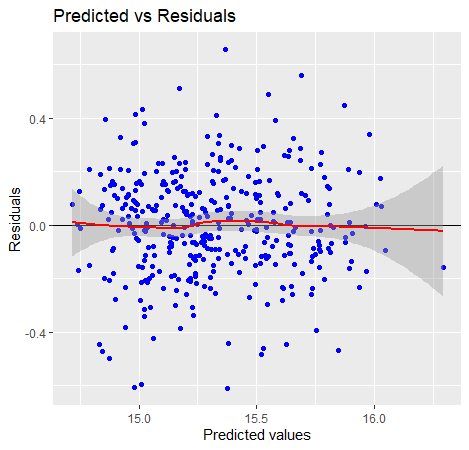 Predicted vs Residuals
Residuals
0.4
0.0
-0.4
15.0 15.5 16.0
Predicted values